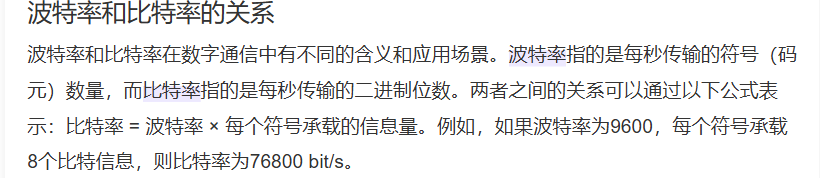 波特率和比特率的关系
波特率和比特率在数字通信中有不同的含义和应用场景。波特率指的是每秒传输的符号（码
元）数量，而比特率指的是每秒传输的二进制位数。两者之间的关系可以通过以下公式表
示：比特率 = 波特率 × 每个符号承载的信息量。例如，如果波特率为9600，每个符号承载
8个比特信息，则比特率为76800 bit/s。